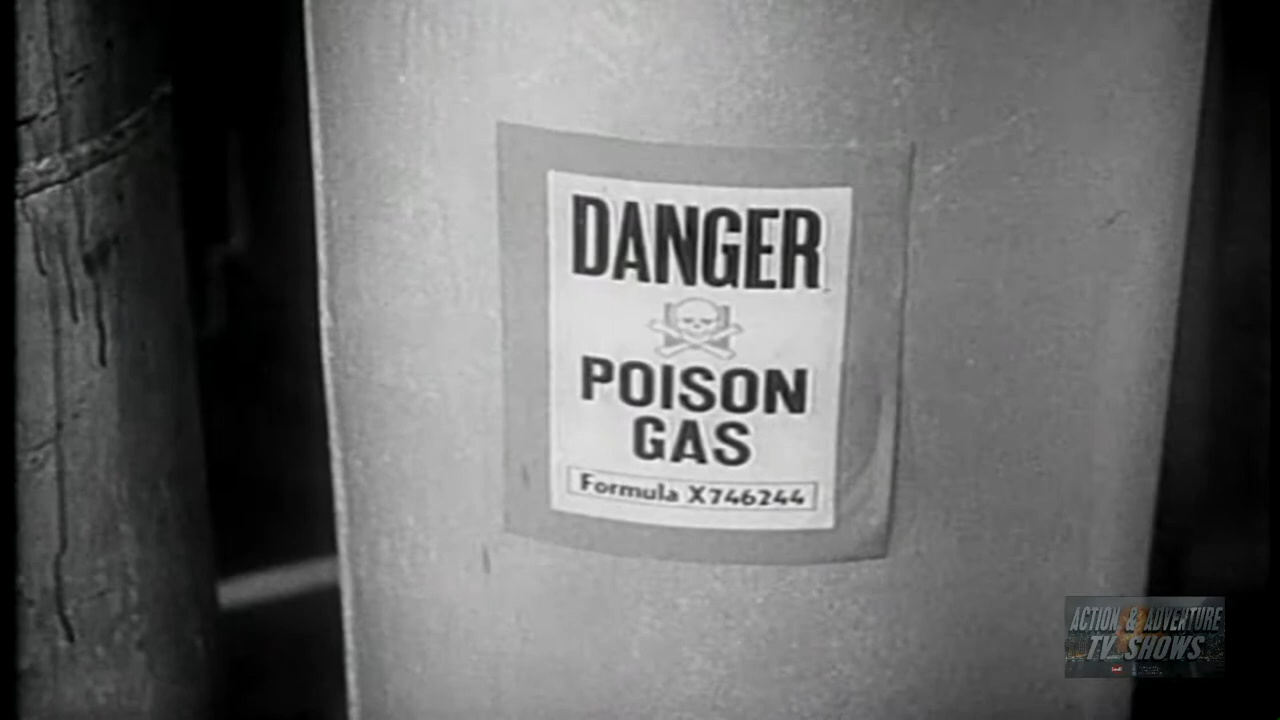 DANGER
POISON
GAS
Formula X746244
ACTION & ADVENTURE
TV SHOWS